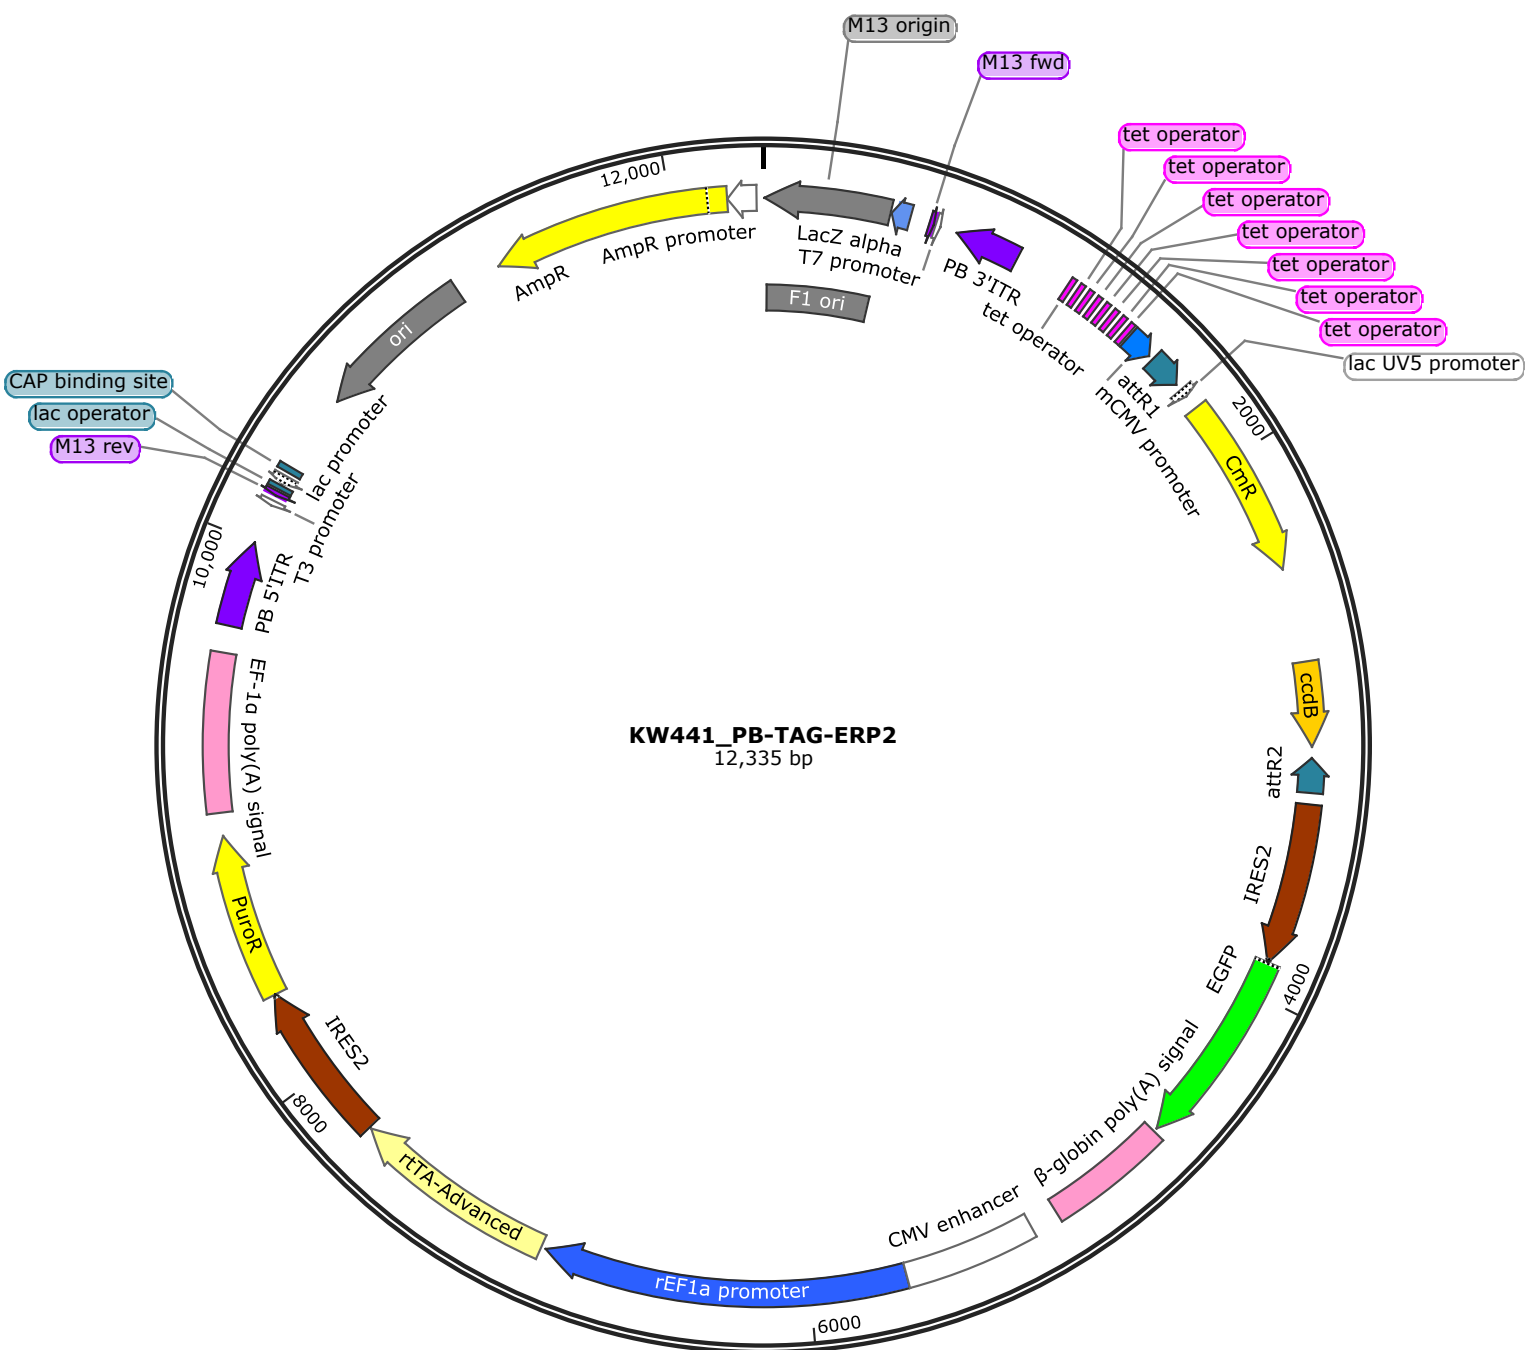 M13 origin
M13 fwd
tet operator
tet operator
tet operator
tet operator
tet operator
tet operator
tet operator
lac UV5 promoter
12,000
AmpR promoter
AmpR
LacZ alpha
T7 promoter
F1 ori
PB 3'ITR
tet operator
mCMV promoter
attR1
2000
CmR
ori
CAP binding site
lac operator
M13 rev
lac promoter
T3 promoter
10,000
PB 5'ITR
EF-1α poly(A) signal
KW441_PB-TAG-ERP2
12,335 bp
ccdB
attR2
IRES2
EGFP
4000
β-globin poly(A) signal
CMV enhancer
6000
rEF1a promoter
rtTA-Advanced
8000
IRES2
PuroR